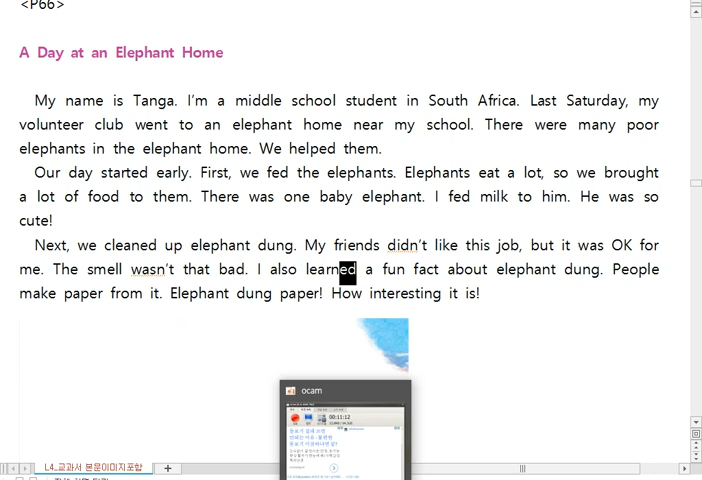 <P66>
A Day at an Elephant Home
My name is Tanga. I'm a middle school student in South Africa. Last Saturday, my
volunteer club went to an elephant home near my school. There were many poor
elephants in the elephant home. We helped them.
Our day started early. First, we fed the elephants. Elephants eat a lot, so we brought
a lot of food to them. There was one baby elephant. I fed milk to him. He was so
cute!
Next, we cleaned up elephant dung. My friends didn't like this job, but it was OK for
me. The smell wasn't that bad. I also learned a fun fact about elephant dung. People
make paper from it. Elephant dung paper! How interesting it is!
ocam
00:11:12
L4_교과서 본문이미지포함